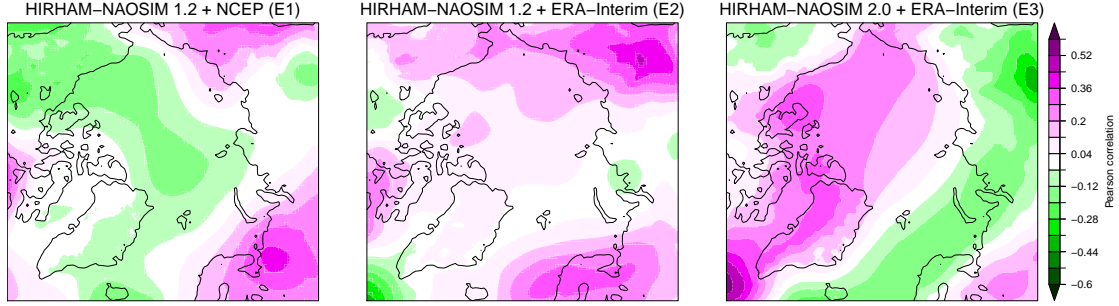 HIRHAM−NAOSIM 1.2 + NCEP (E1)
HIRHAM−NAOSIM 1.2 + ERA−Interim (E2)
HIRHAM−NAOSIM 2.0 + ERA−Interim (E3)
0.52
0.36
0.2
0.04
−0.12
−0.28
−0.44
−0.6
Pearson correlation